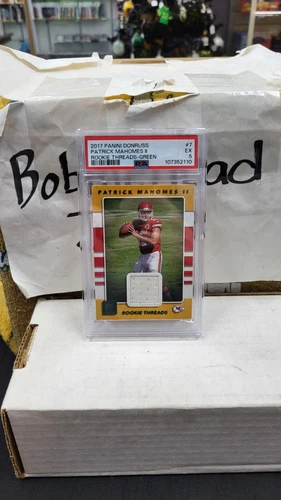 2017 PANINI DONRUSS #7
PATRICK MAHOMES II EX
ROOKIE THREADS-GREEN 5
PSA 107352110
Bob
ad
PATRICK MAHOMES II
ROOKIE THREADS